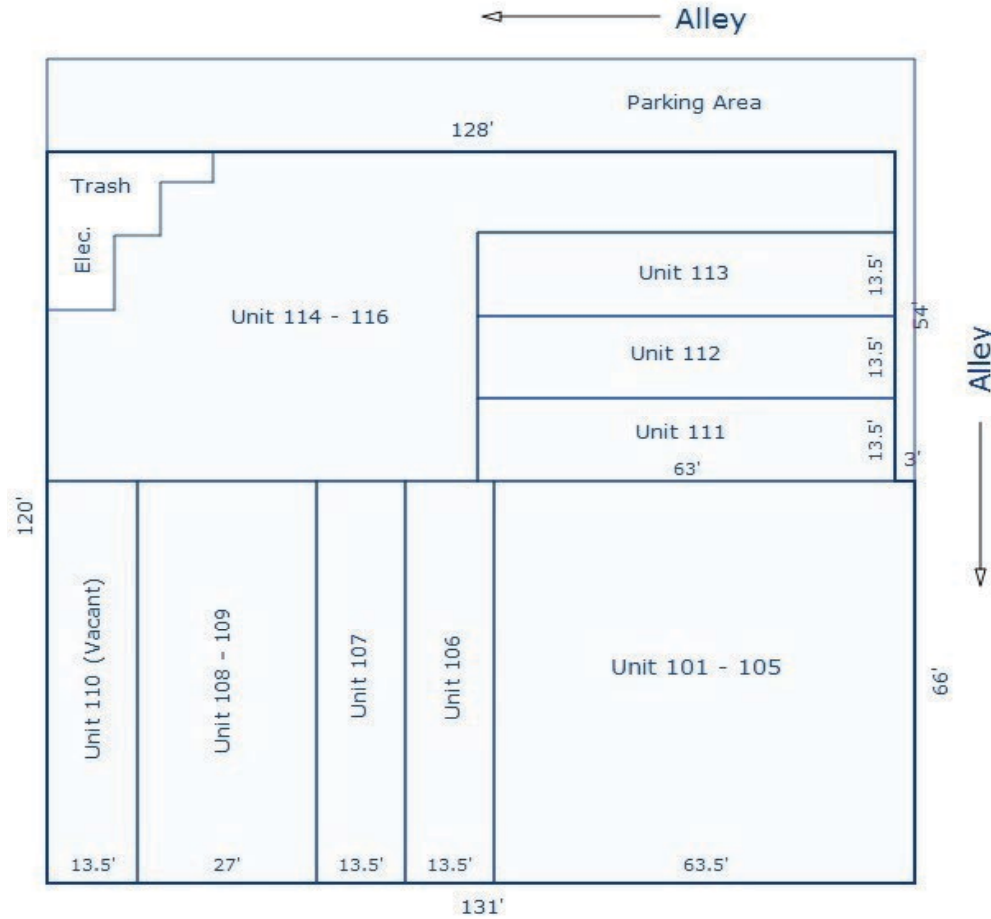 Alley
Parking Area
128'
Trash
Elec.
Unit 113
13.5'
54'
Unit 114 - 116
Unit 112
13.5'
Alley
Unit 111
13.5'
3'
63'
120'
Unit 110 (Vacant)
Unit 108 - 109
Unit 107
Unit 106
Unit 101 - 105
66'
13.5'
27'
13.5'
13.5'
63.5'
131'